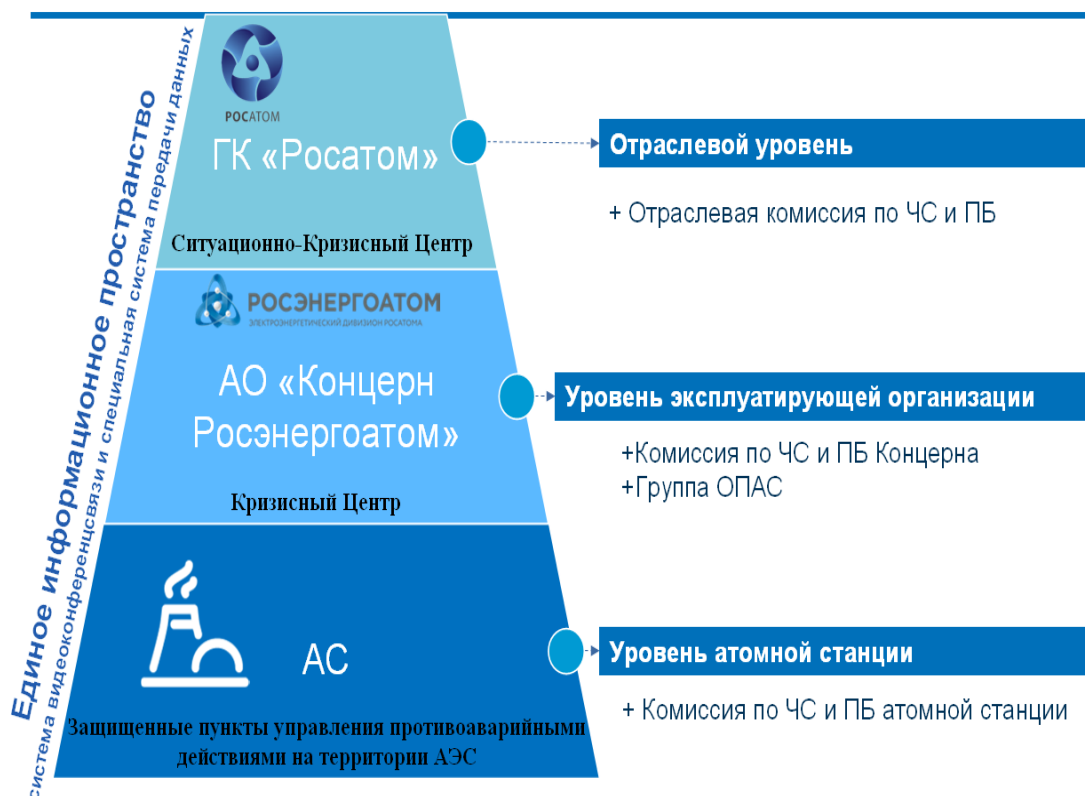 Единое информационное пространство
система видеоконференцсвязи и специальная система передачи данных
РОСАТОМ
ГК «Росатом»
Ситуационно-Кризисный Центр
Отраслевой уровень
+ Отраслевая комиссия по ЧС и ПБ
РОСЭНЕРГОАТОМ
ЭЛЕКТРОЭНЕРГЕТИЧЕСКИЙ ДИВИЗИОН РОСАТОМА
АО «Концерн
Росэнергоатом»
Кризисный Центр
Уровень эксплуатирующей организации
+Комиссия по ЧС и ПБ Концерна
+Группа ОПАС
АС
Защищенные пункты управления противоаварийными
действиями на территории АЭС
Уровень атомной станции
+ Комиссия по ЧС и ПБ атомной станции